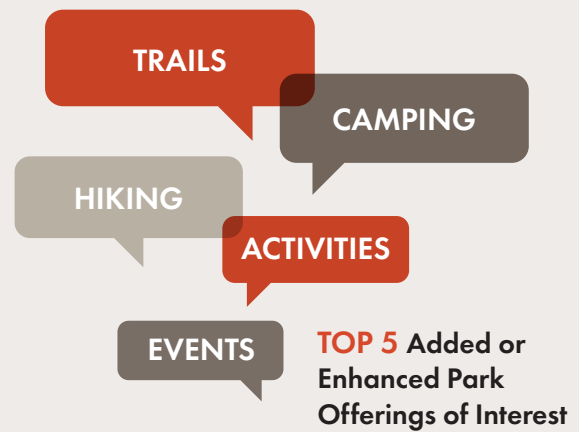 TRAILS
CAMPING
HIKING
ACTIVITIES
EVENTS
TOP 5 Added or
Enhanced Park
Offerings of Interest